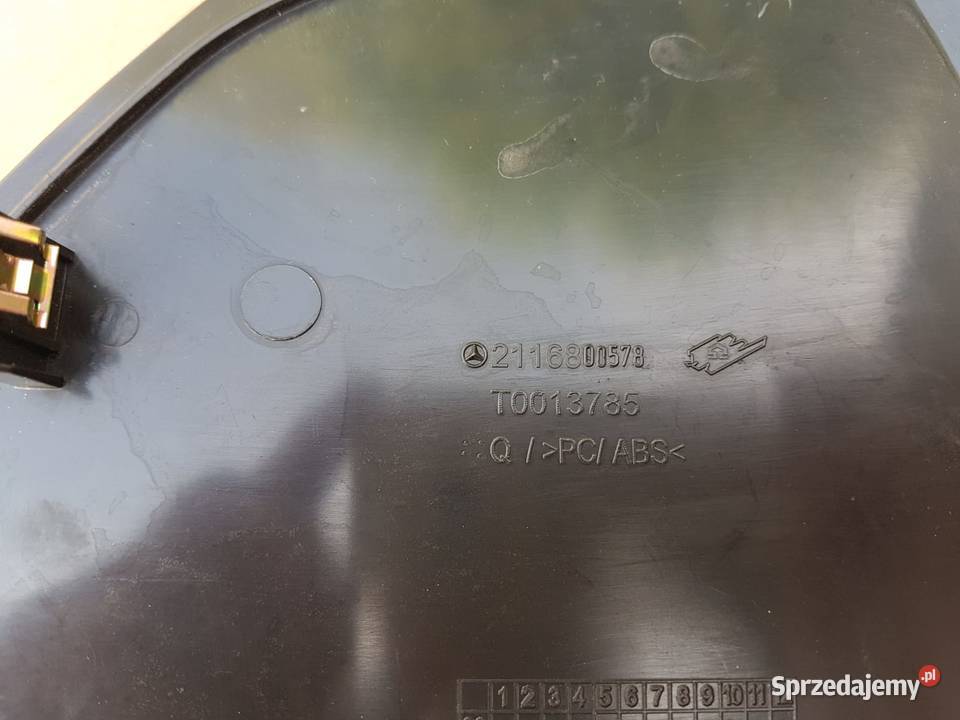 2116800578
T0013785
Q / >PC/ABS<
1 2 3 4 5 6 7 8 9 10 11
Sprzedajemy.pl